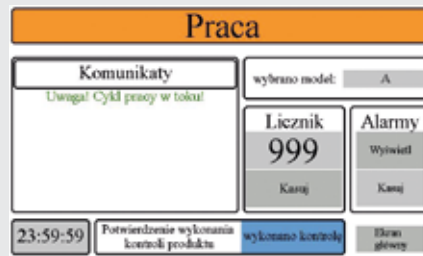 Praca
Komunikaty
Uwaga! Cykl pracy w toku!
wybrano model:
A
Licznik
999
Kasuj
Alarmy
Wyświetl
Kasuj
23:59:59
Potwierdzenie wykonania
kontroli produktu
wykonano kontrolę
Ekran
główny